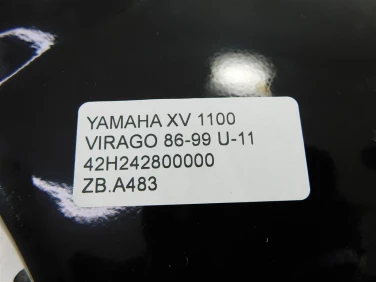 YAMAHA XV 1100
VIRAGO 86-99 U-11
42H242800000
ZB.A483